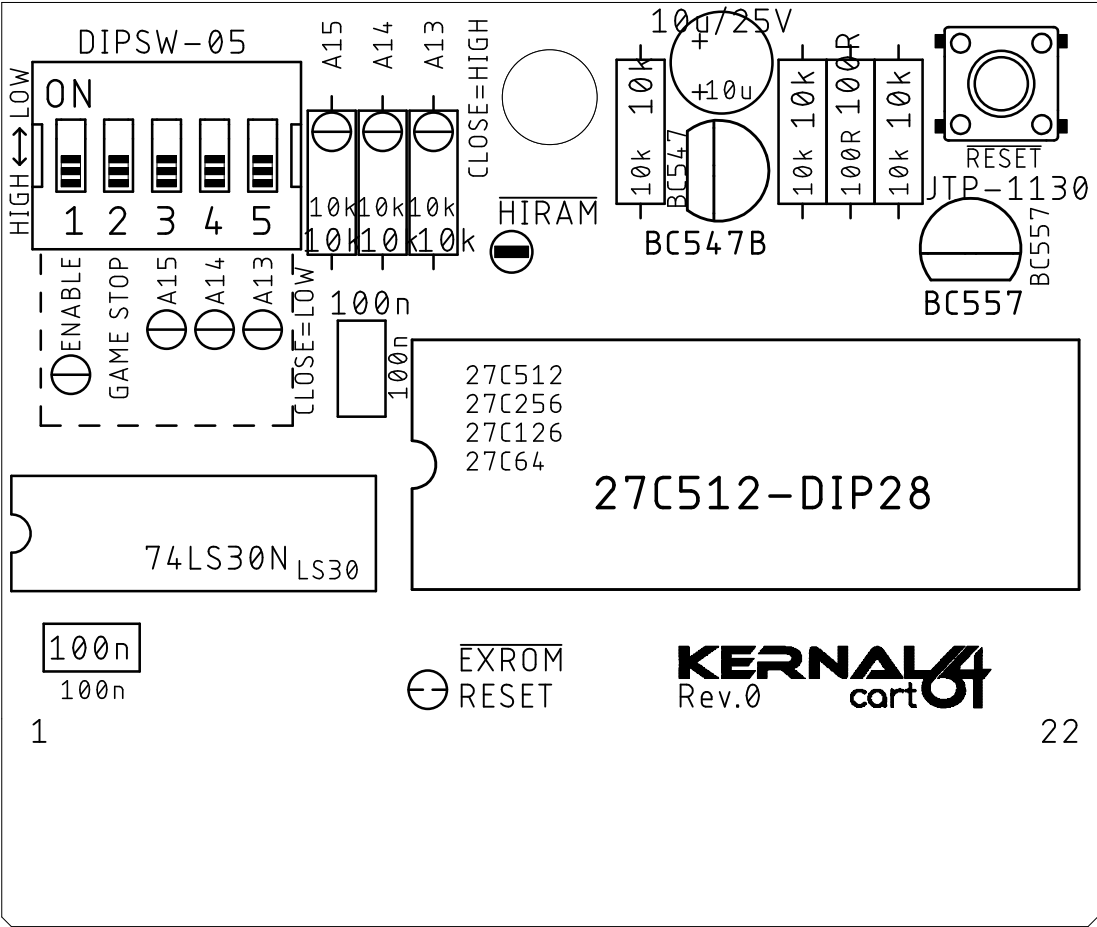 DIPSW-05
ON
HIGH↔LOW
1 2 3 4 5
A15
A14
A13
CLOSE=HIGH
10k
10k
10k
10k
10k
10k
HIRAM
10u/25V
+
+10u
10k
10k
BC547
BC547B
10k
10k
100R
100R
10k
10k
RESET
JTP-1130
BC557
BC557
ENABLE
GAME STOP
A15
A14
A13
CLOSE=LOW
100n
100n
27C512
27C256
27C126
27C64
27C512-DIP28
74LS30N
LS30
100n
100n
EXROM
RESET
KERNAL 64
cart
Rev.0
1
22